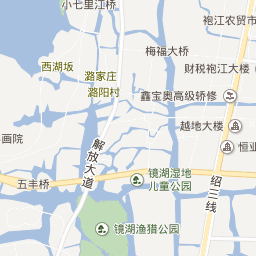 小七里江桥
袍江农贸市
梅福大桥
西湖坂
财税袍江大楼
潞家庄
潞阳村
鑫宝奥高级轿修
越地大楼
画院
恒业
解放大道
镜湖湿地
儿童公园
五丰桥
绍三线
镜湖渔猎公园